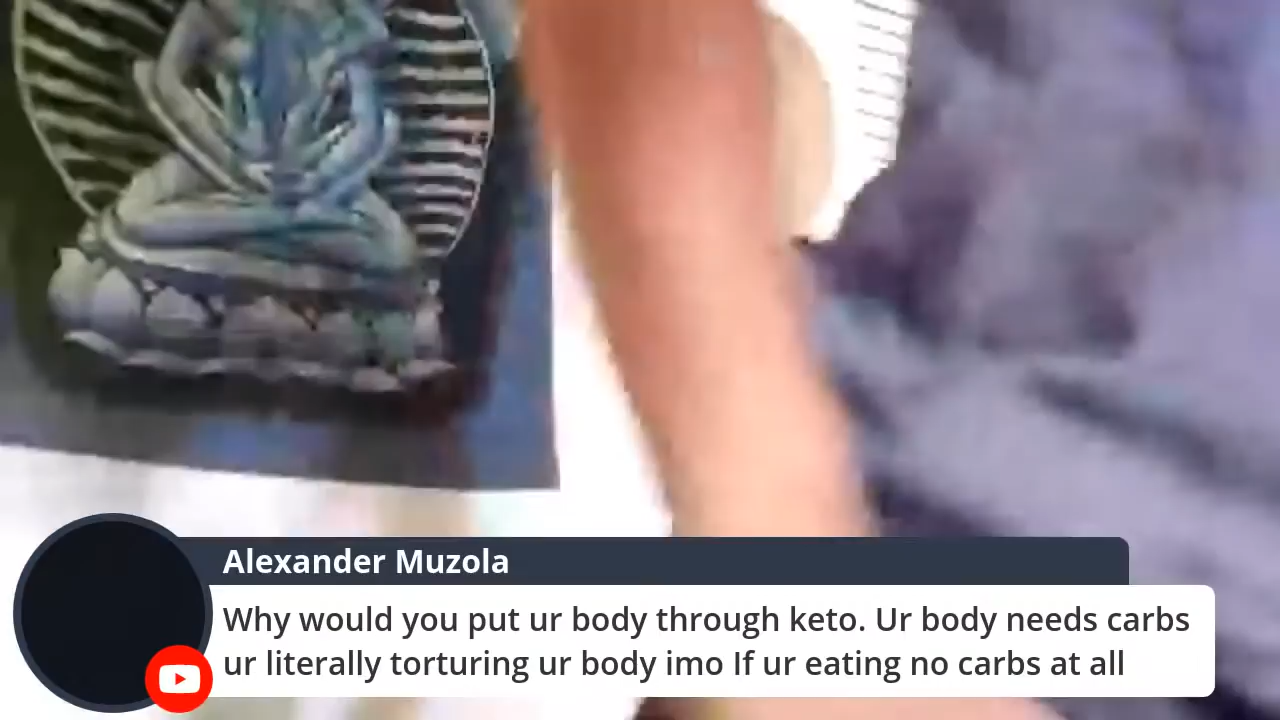 Alexander Muzola
Why would you put ur body through keto. Ur body needs carbs
ur literally torturing ur body imo If ur eating no carbs at all